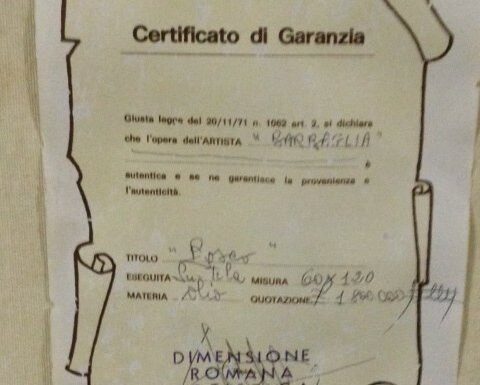 Certificato di Garanzia
Giusta legge del 20/11/71 n. 1062 art. 2, si dichiara
che l'opera dell'ARTISTA " BARBAGLIA"
è
autentica e se ne garantisce la provenienza e
l'autenticità.
TITOLO " "
ESEGUITA Su Tela MISURA 60x120
MATERIA olio QUOTAZIONE 1.800.000
DIMENSIONE
ROMANA